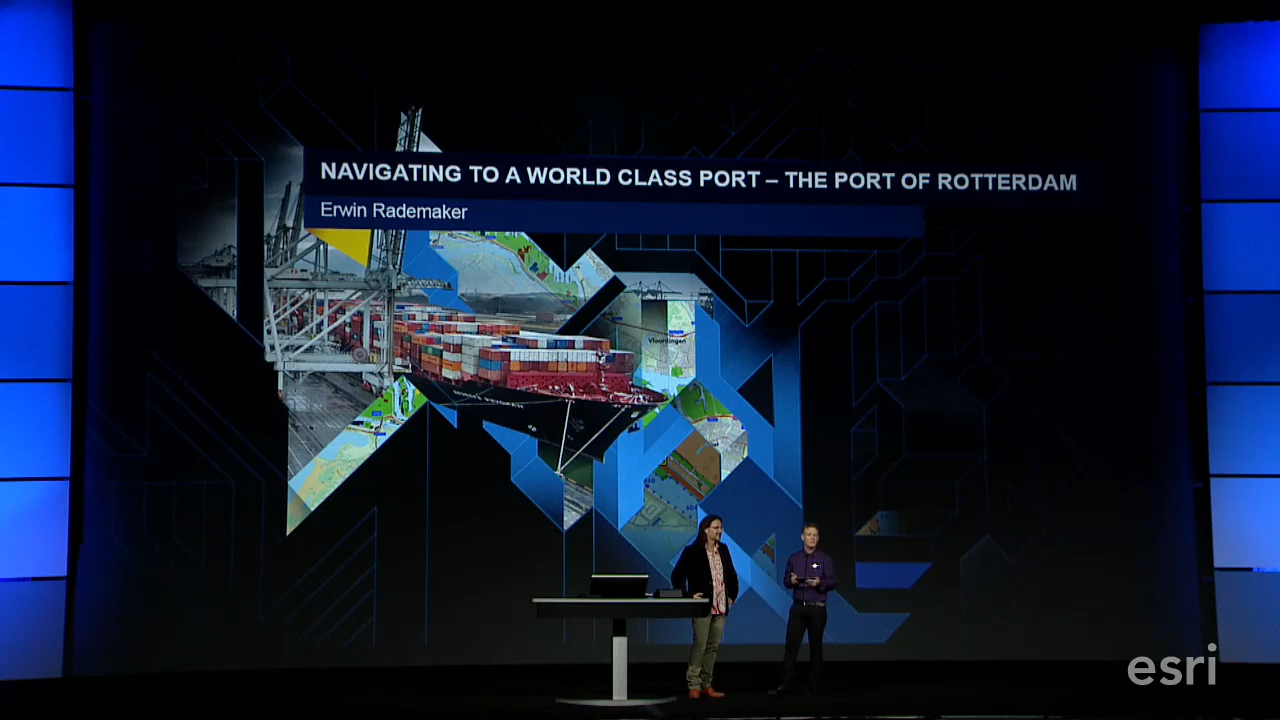 NAVIGATING TO A WORLD CLASS PORT – THE PORT OF ROTTERDAM
Erwin Rademaker
Vlaardingen
esri